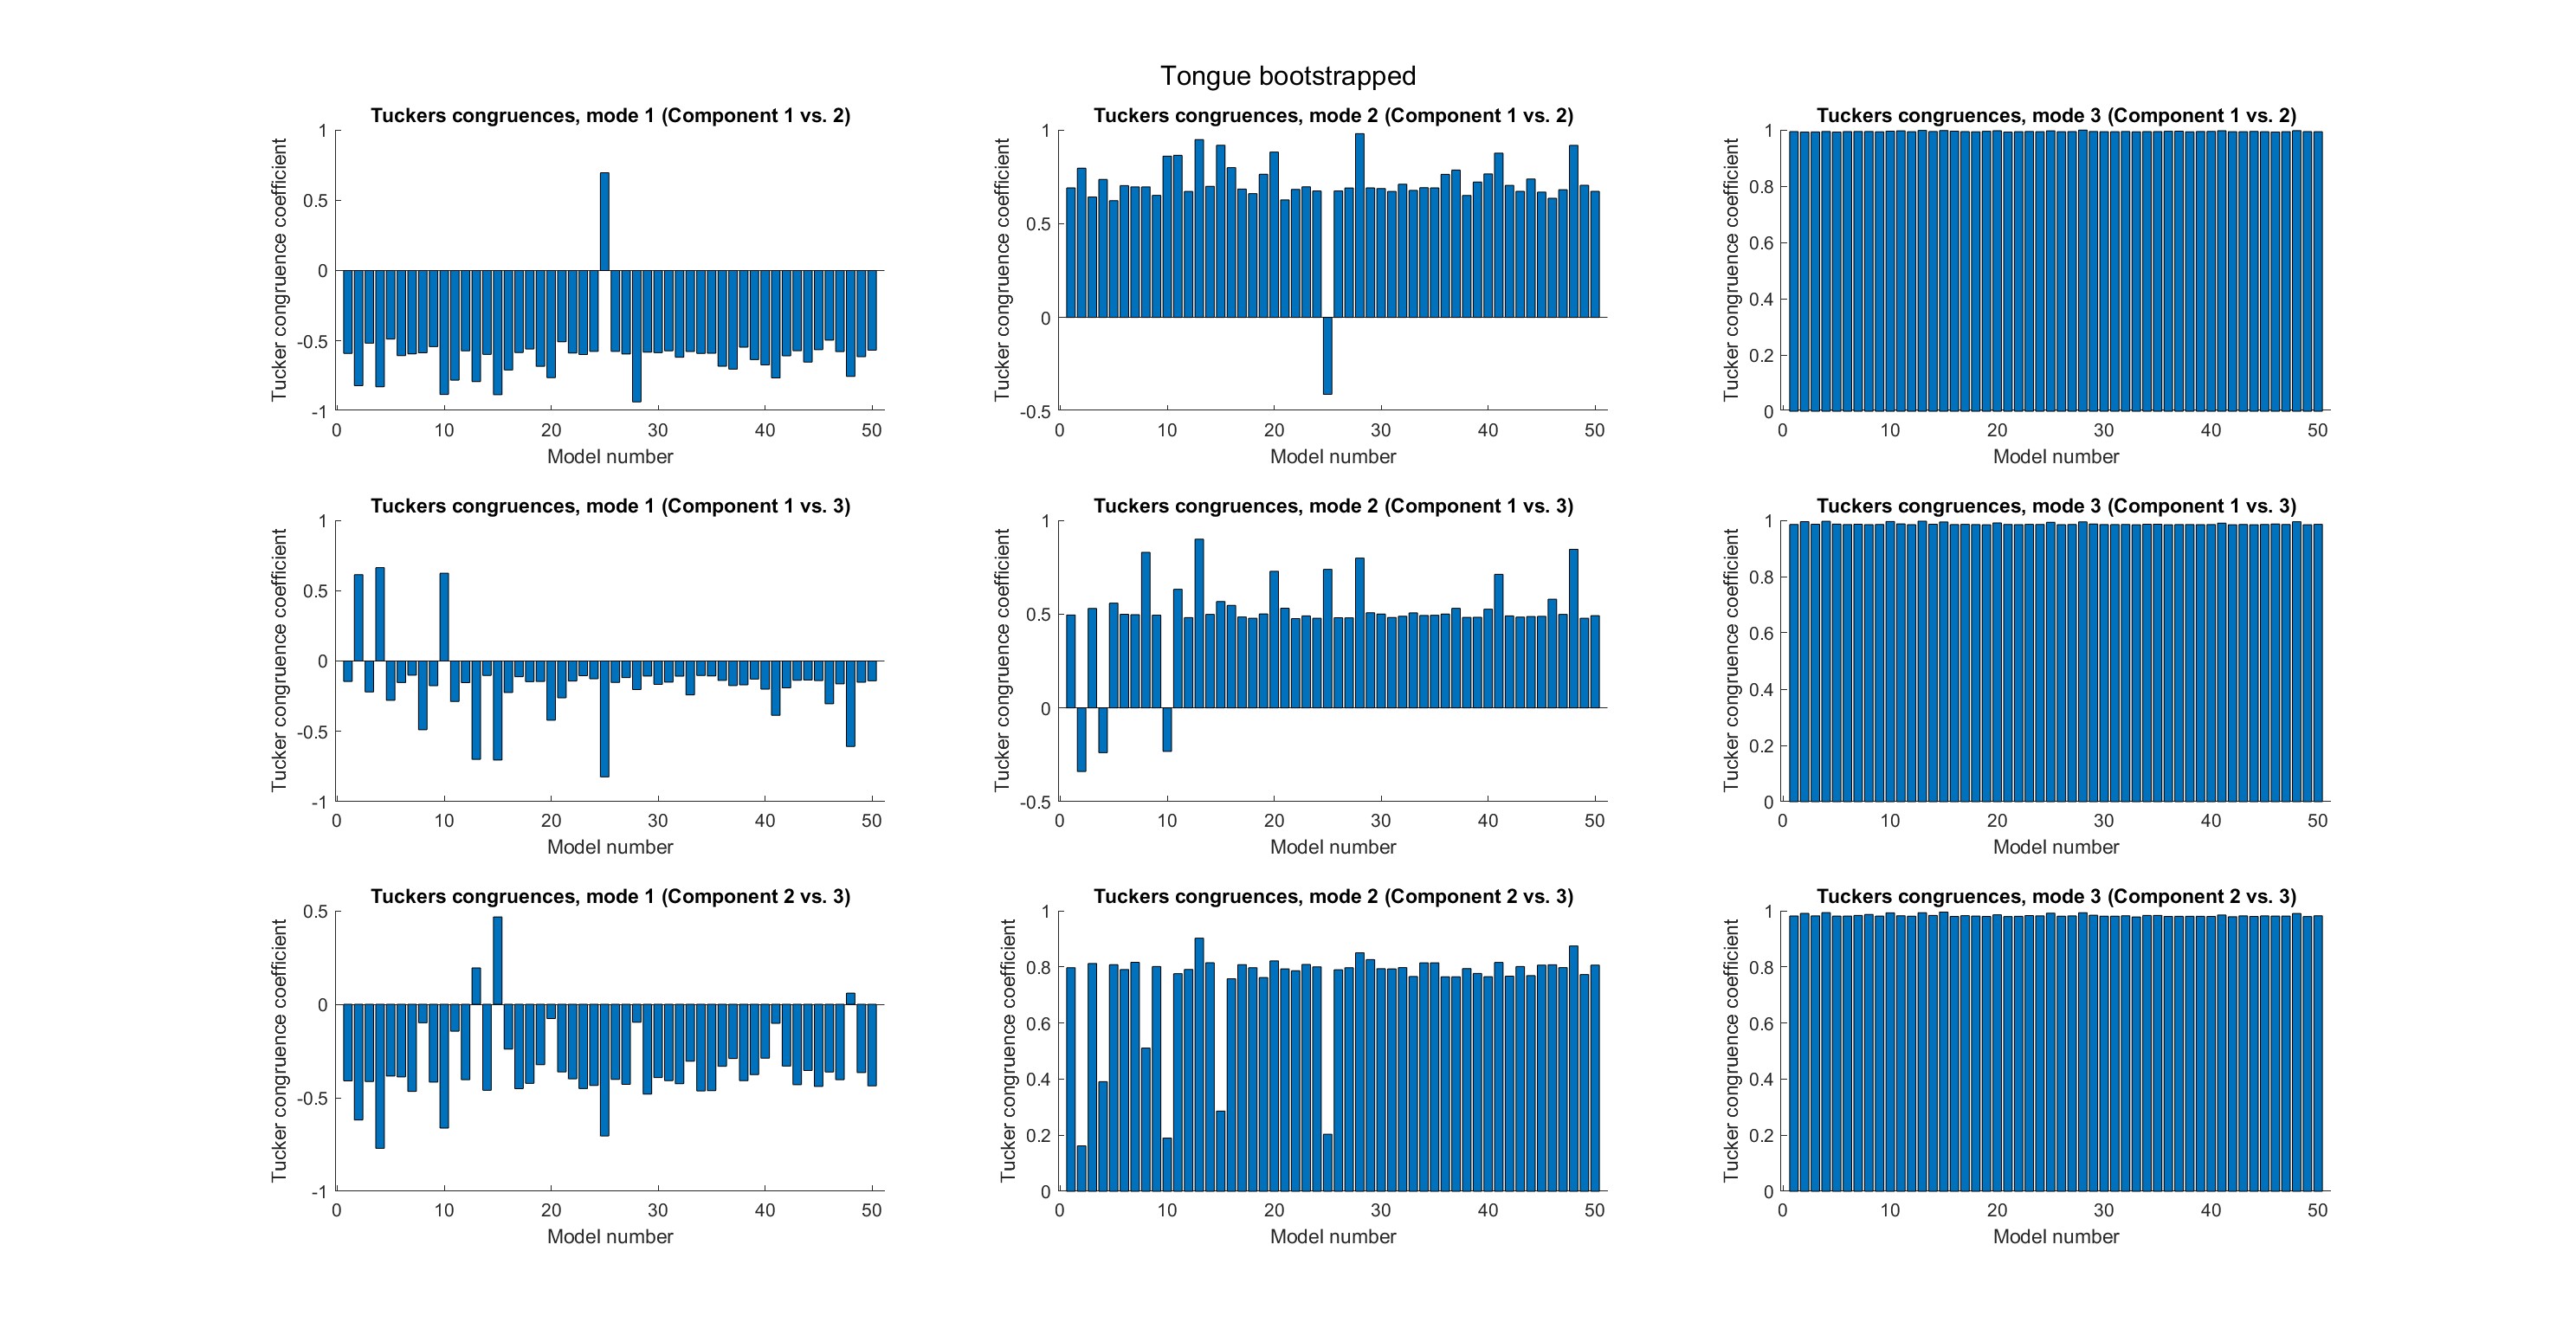 Tongue bootstrapped
Tuckers congruences, mode 1 (Component 1 vs. 2)
Tucker congruence coefficient
1
0.5
0
-0.5
-1
0 10 20 30 40 50
Model number
Tuckers congruences, mode 2 (Component 1 vs. 2)
Tucker congruence coefficient
1
0.5
0
-0.5
0 10 20 30 40 50
Model number
Tuckers congruences, mode 3 (Component 1 vs. 2)
Tucker congruence coefficient
1
0.8
0.6
0.4
0.2
0
0 10 20 30 40 50
Model number
Tuckers congruences, mode 1 (Component 1 vs. 3)
Tucker congruence coefficient
1
0.5
0
-0.5
-1
0 10 20 30 40 50
Model number
Tuckers congruences, mode 2 (Component 1 vs. 3)
Tucker congruence coefficient
1
0.5
0
-0.5
0 10 20 30 40 50
Model number
Tuckers congruences, mode 3 (Component 1 vs. 3)
Tucker congruence coefficient
1
0.8
0.6
0.4
0.2
0
0 10 20 30 40 50
Model number
Tuckers congruences, mode 1 (Component 2 vs. 3)
Tucker congruence coefficient
0.5
0
-0.5
-1
0 10 20 30 40 50
Model number
Tuckers congruences, mode 2 (Component 2 vs. 3)
Tucker congruence coefficient
1
0.8
0.6
0.4
0.2
0
0 10 20 30 40 50
Model number
Tuckers congruences, mode 3 (Component 2 vs. 3)
Tucker congruence coefficient
1
0.8
0.6
0.4
0.2
0
0 10 20 30 40 50
Model number